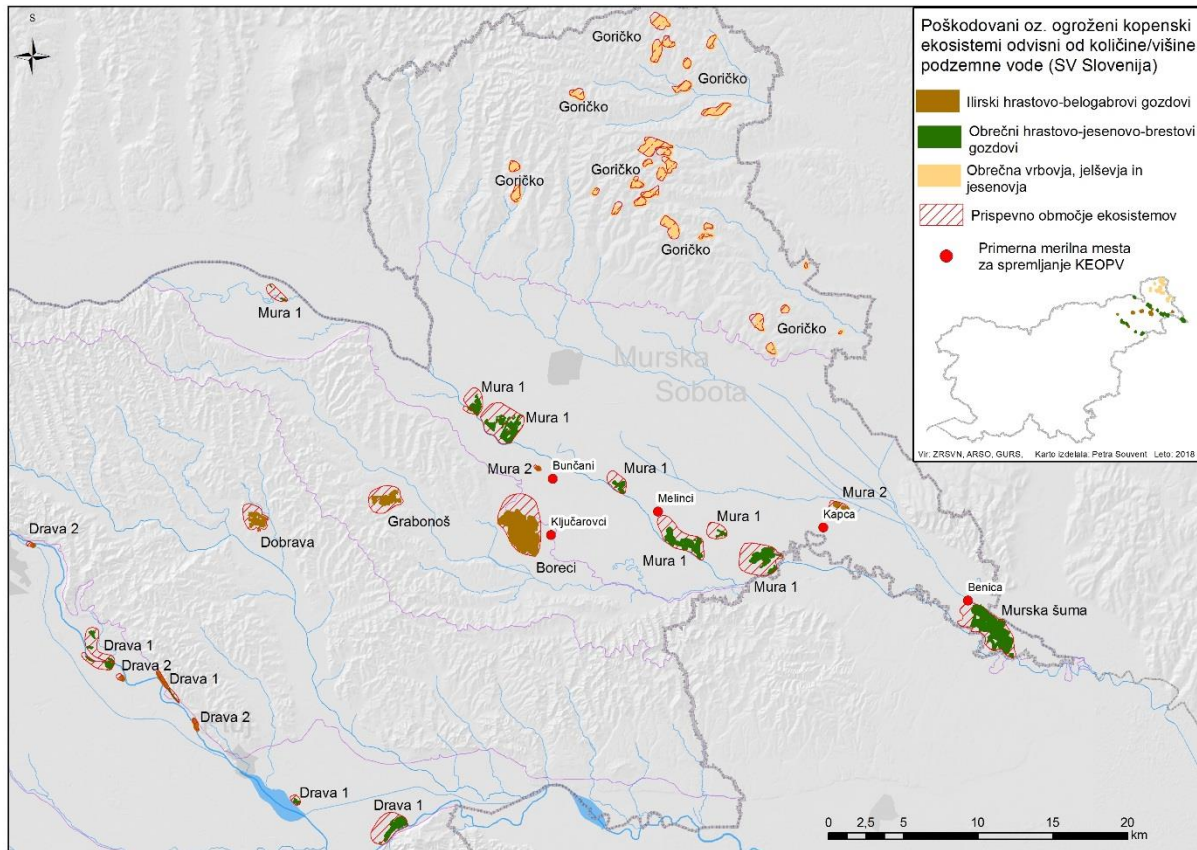 S
Poškodovani oz. ogroženi kopenski
ekosistemi odvisni od količine/višine
podzemne vode (SV Slovenija)
Ilirski hrastovo-belogabrovi gozdovi
Obrečni hrastovo-jesenovo-brestovi
gozdovi
Obrečna vrbovja, jelševja in
jesenovja
Prispevno območje ekosistemov
Primerna merilna mesta
za spremljanje KEOPV
Vir: ZRSVN, ARSO, GURS, Karto izdelala: Petra Souvent Leto: 2018
Goričko
Goričko
Goričko
Goričko
Goričko
Goričko
Goričko
Mura 1
Murska
Sobota
Mura 1
Mura 1
Mura 2
Bunčani
Mura 1
Melinci
Mura 2
Kapca
Grabonoš
Ključarovci
Mura 1
Drava 2
Dobrava
Boreci
Mura 1
Mura 1
Benica
Murska šuma
Drava 1
Drava 2
Drava 1
Drava 2
Ptuj
Drava 1
Drava 1
0 2,5 5 10 15 20
km